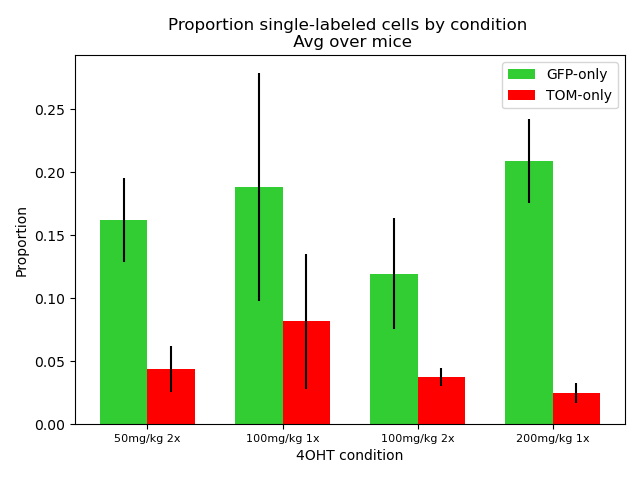 Proportion single-labeled cells by condition
Avg over mice
GFP-only
TOM-only
Proportion
0.25
0.20
0.15
0.10
0.05
0.00
50mg/kg 2x
100mg/kg 1x
100mg/kg 2x
200mg/kg 1x
4OHT condition